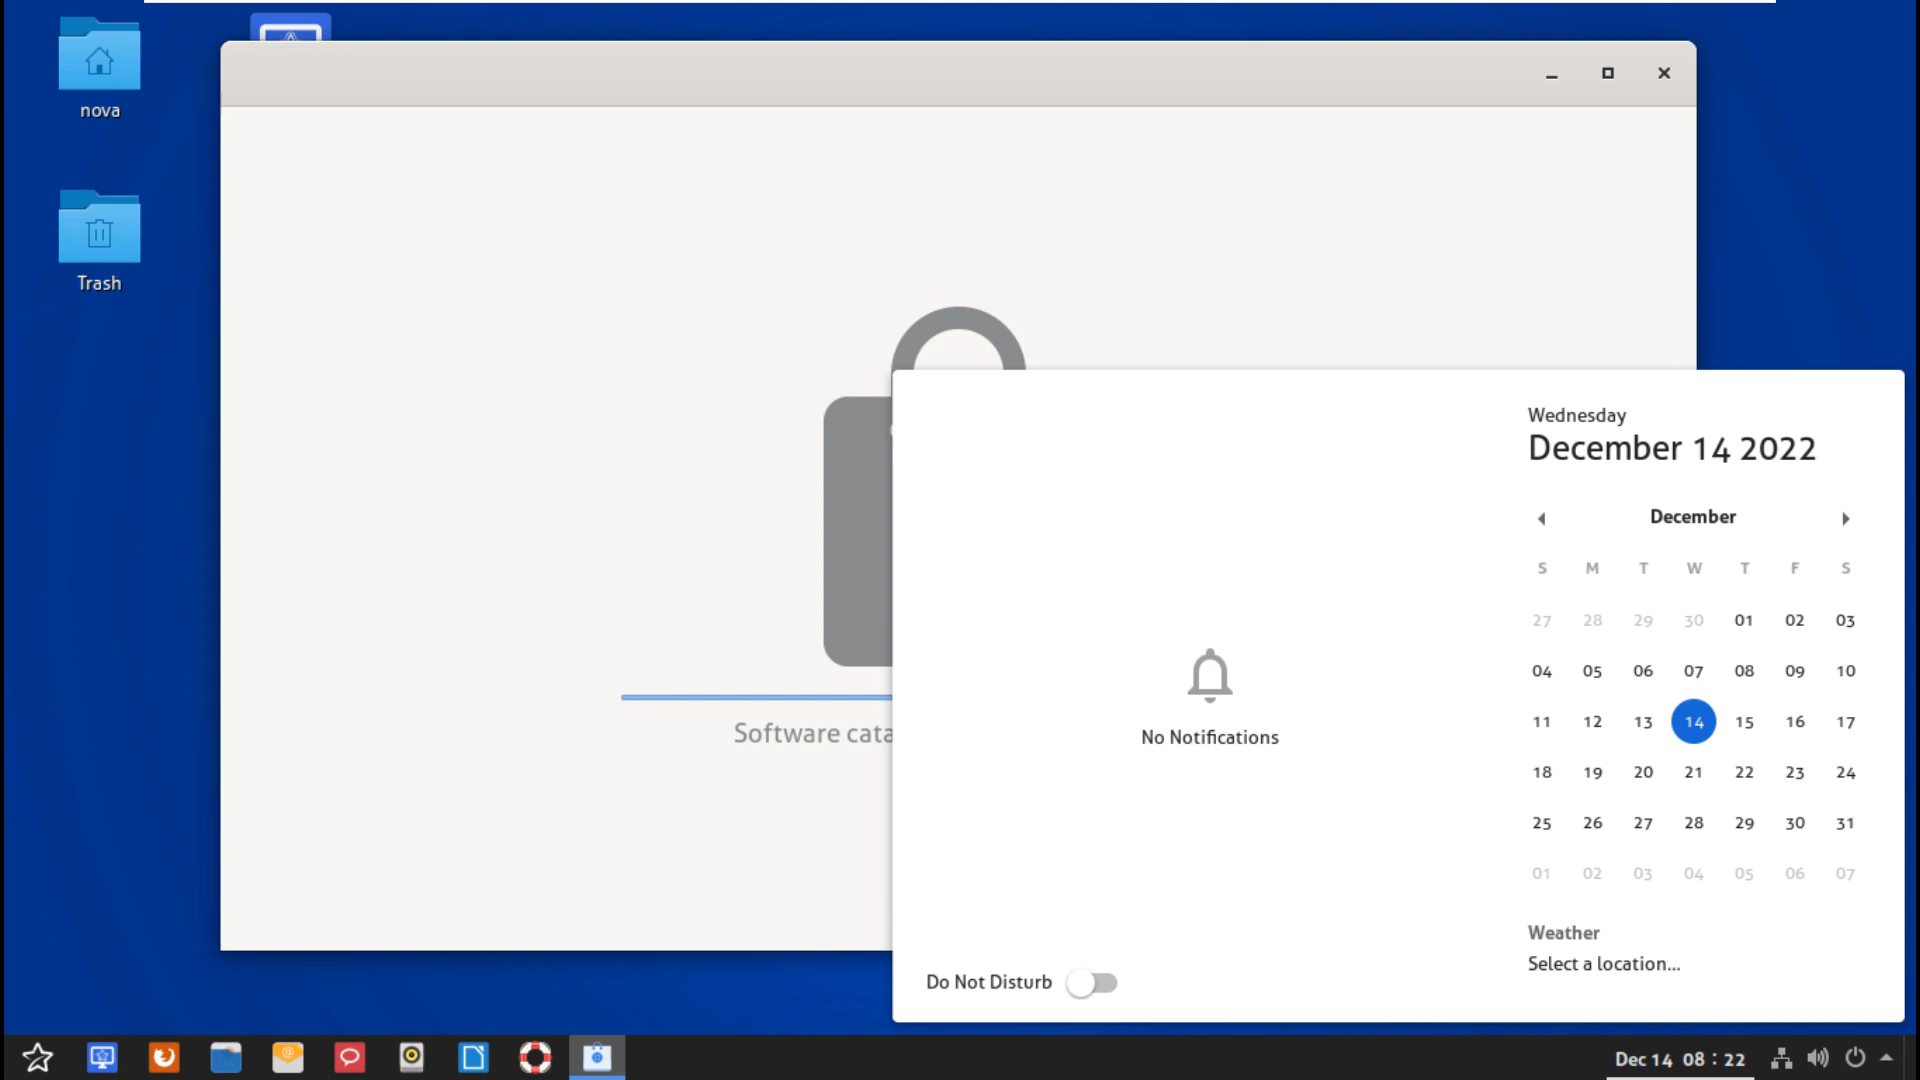 nova
Trash
Software cata
No Notifications
Do Not Disturb
Wednesday
December 14 2022
December
S M T W T F S
27 28 29 30 01 02 03
04 05 06 07 08 09 10
11 12 13 14 15 16 17
18 19 20 21 22 23 24
25 26 27 28 29 30 31
01 02 03 04 05 06 07
Weather
Select a location...
Dec 14 08 : 22